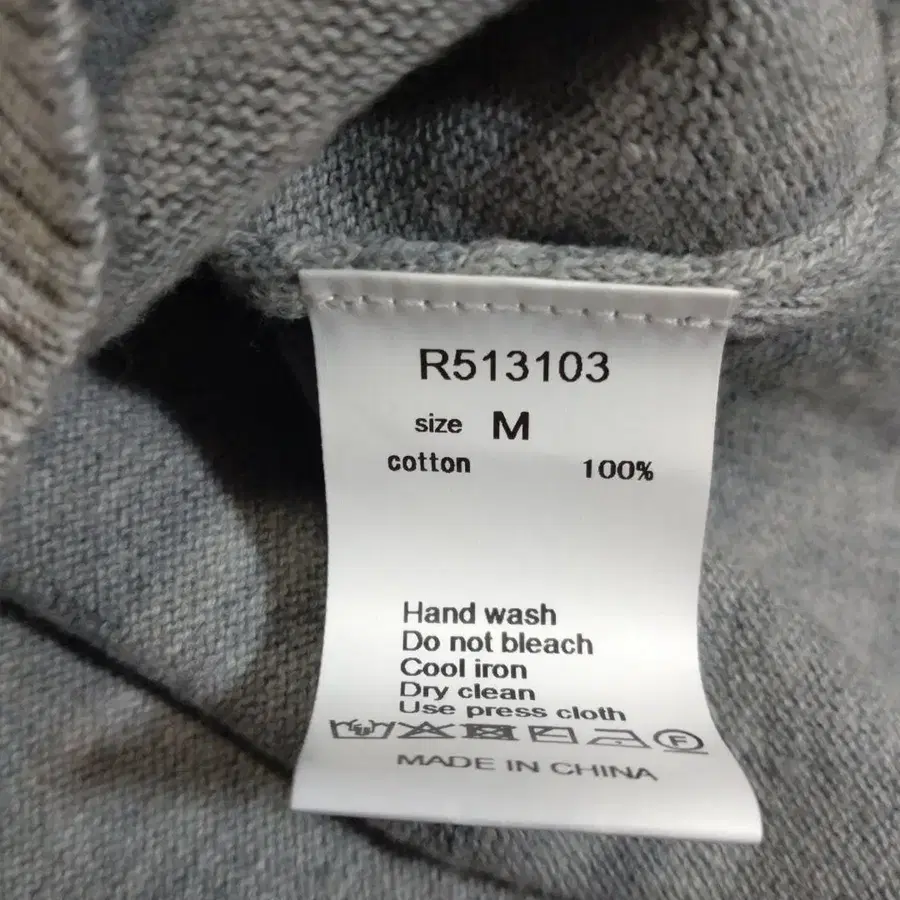 R513103
size M
cotton 100%
Hand wash
Do not bleach
Cool iron
Dry clean
Use press cloth
F
MADE IN CHINA